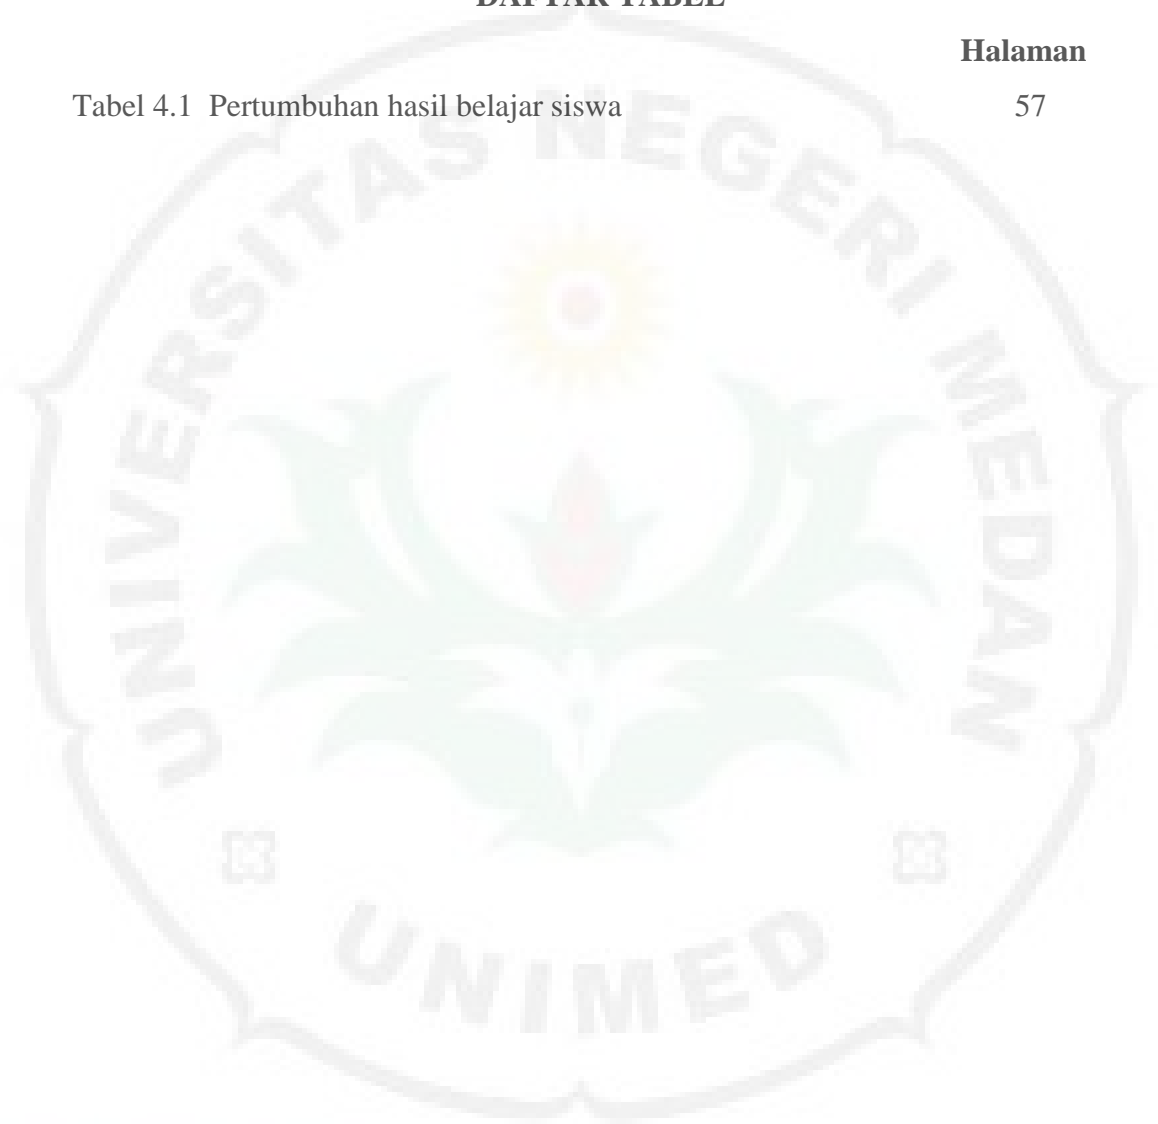 DAFTAR TABEL
Halaman
Tabel 4.1 Pertumbuhan hasil belajar siswa 57
UNIVERSITAS NEGERI MEDAN
UNIMED